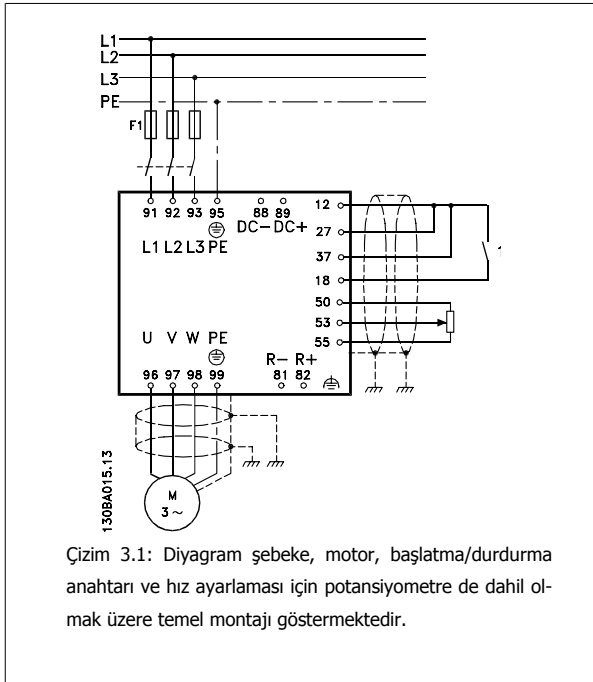 L1
L2
L3
PE
F1
91 92 93 95 88 89
DC- DC+
L1 L2 L3 PE
12
27
37
18
50
53
55
U V W PE
R- R+
96 97 98 99 81 82
M
3 ~
130BA015.13
Çizim 3.1: Diyagram şebeke, motor, başlatma/durdurma
anahtarı ve hız ayarlaması için potansiyometre de dahil ol-
mak üzere temel montajı göstermektedir.